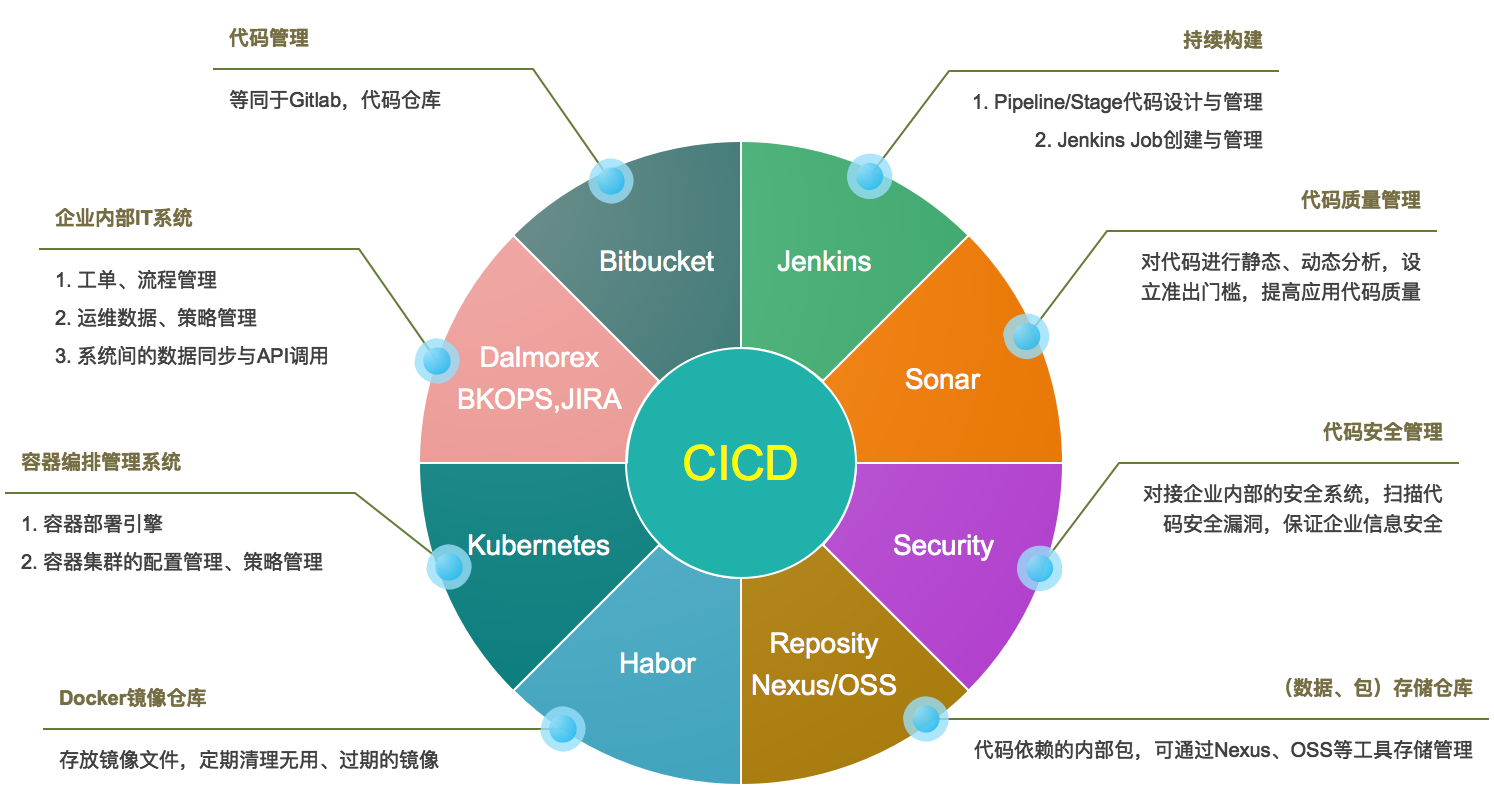 代码管理
等同于Gitlab，代码仓库
持续构建
1. Pipeline/Stage代码设计与管理
2. Jenkins Job创建与管理
企业内部IT系统
1. 工单、流程管理
2. 运维数据、策略管理
3. 系统间的数据同步与API调用
代码质量管理
对代码进行静态、动态分析，设
立准出门槛，提高应用代码质量
容器编排管理系统
1. 容器部署引擎
2. 容器集群的配置管理、策略管理
代码安全管理
对接企业内部的安全系统，扫描代
码安全漏洞，保证企业信息安全
Docker镜像仓库
存放镜像文件，定期清理无用、过期的镜像
（数据、包）存储仓库
代码依赖的内部包，可通过Nexus、OSS等工具存储管理
Bitbucket
Jenkins
Dalmorex
BKOPS,JIRA
Sonar
CICD
Kubernetes
Security
Habor
Reposity
Nexus/OSS